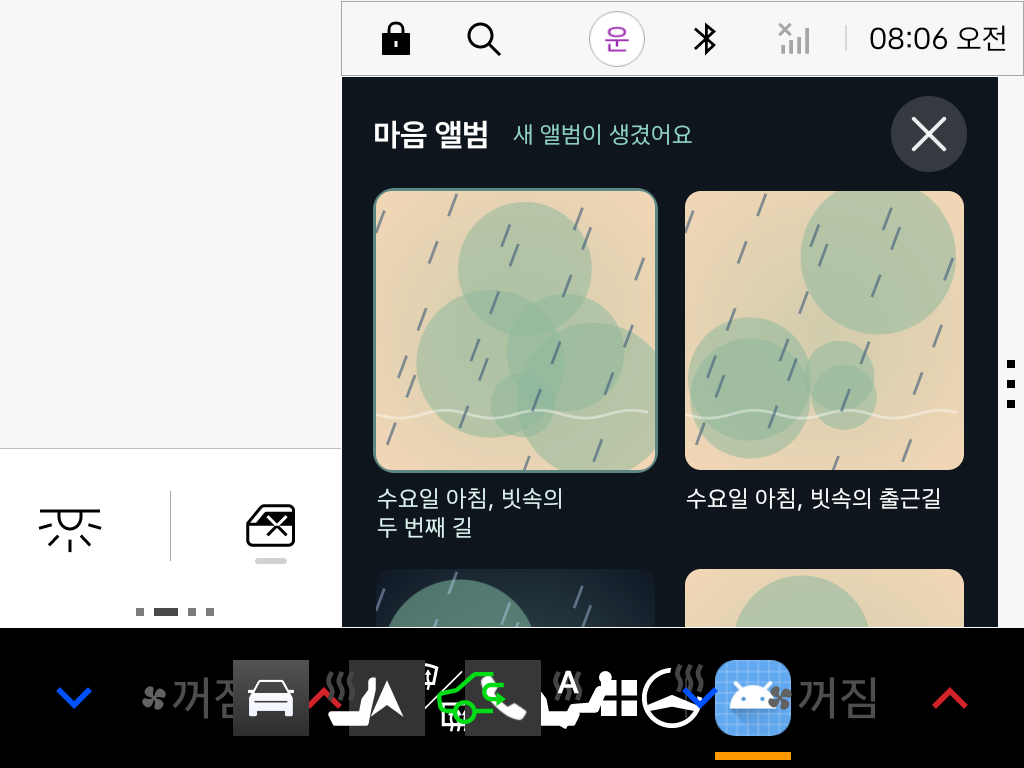 운
08:06 오전
마음 앨범 새 앨범이 생겼어요
수요일 아침, 빗속의
두 번째 길
수요일 아침, 빗속의 출근길
꺼짐
A
꺼짐